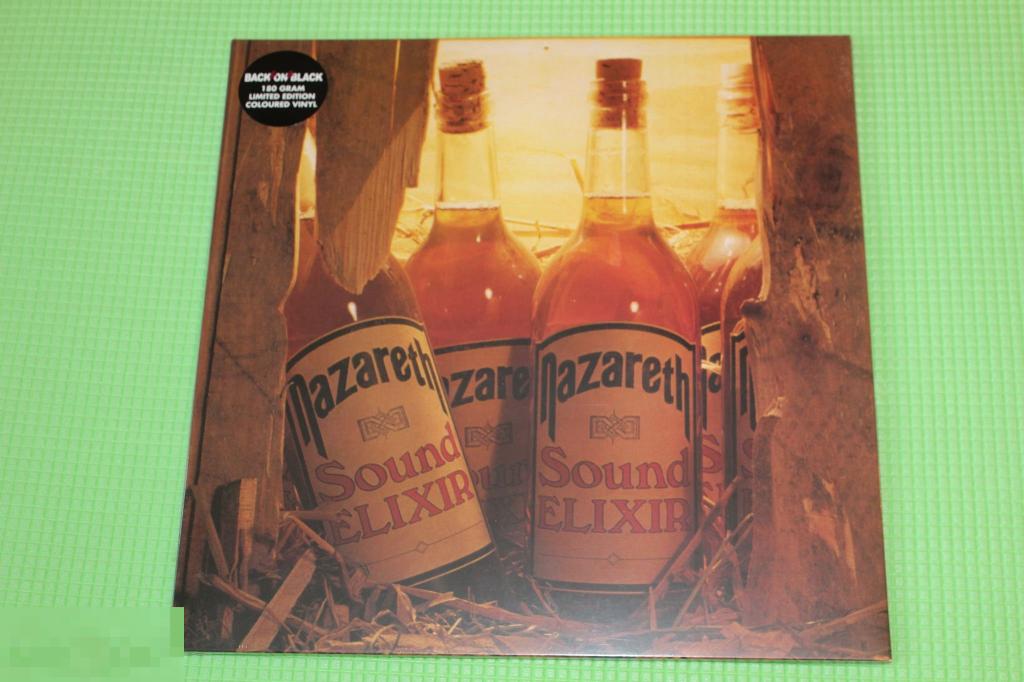 BACK ON BLACK
180 GRAM
LIMITED EDITION
COLOURED VINYL
Nazareth
Sound
ELIXIR
Nazareth
Sound
ELIXIR